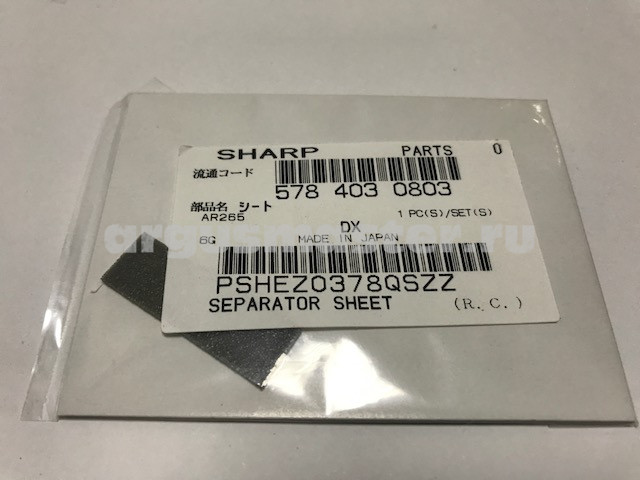 SHARP PARTS 0
流通コード
578 403 0803
部品名 シート
AR265 1 PC(S)/SET(S)
DX
6G MADE IN JAPAN
PSHEZ0378QSZZ
SEPARATOR SHEET (R.C.)